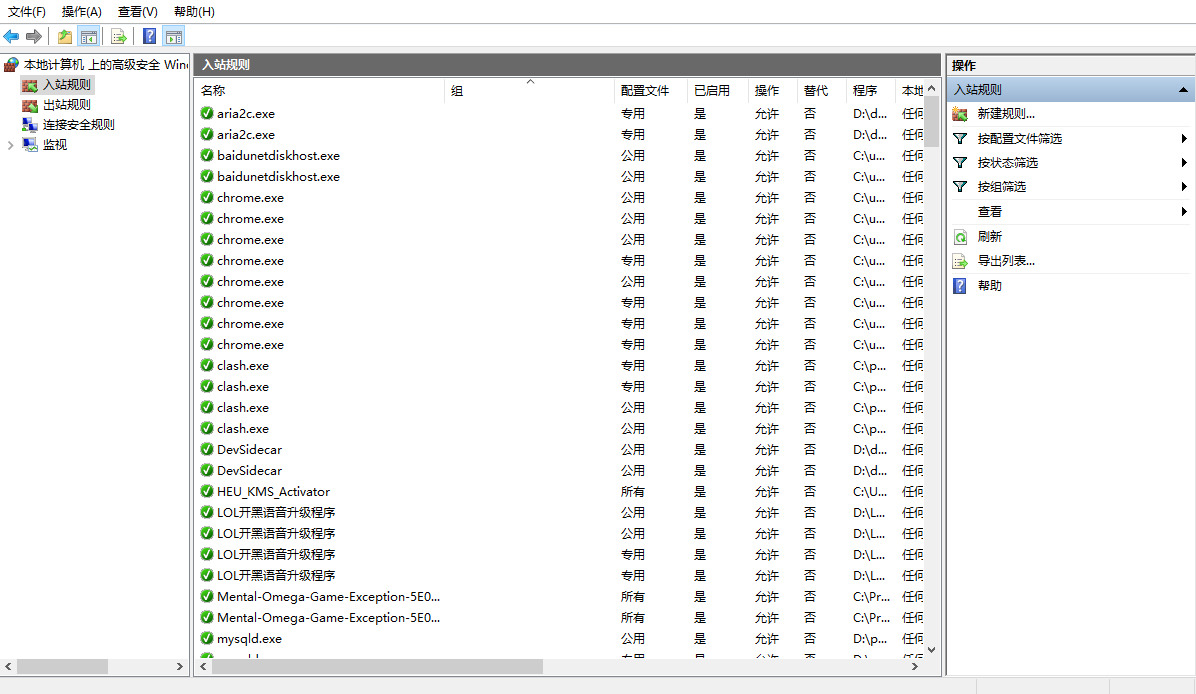 文件(F) 操作(A) 查看(V) 帮助(H)
本地计算机 上的高级安全 Wind
入站规则
出站规则
连接安全规则
监视
入站规则
名称 组 配置文件 已启用 操作 替代 程序 本地
aria2c.exe 专用 是 允许 否 D:\d... 任何
aria2c.exe 专用 是 允许 否 D:\d... 任何
baidunetdiskhost.exe 公用 是 允许 否 C:\u... 任何
baidunetdiskhost.exe 公用 是 允许 否 C:\u... 任何
chrome.exe 公用 是 允许 否 C:\u... 任何
chrome.exe 公用 是 允许 否 C:\u... 任何
chrome.exe 公用 是 允许 否 C:\u... 任何
chrome.exe 专用 是 允许 否 C:\u... 任何
chrome.exe 公用 是 允许 否 C:\u... 任何
chrome.exe 专用 是 允许 否 C:\u... 任何
chrome.exe 专用 是 允许 否 C:\u... 任何
chrome.exe 专用 是 允许 否 C:\u... 任何
clash.exe 专用 是 允许 否 C:\p... 任何
clash.exe 专用 是 允许 否 C:\p... 任何
clash.exe 公用 是 允许 否 C:\p... 任何
clash.exe 公用 是 允许 否 C:\p... 任何
DevSidecar 公用 是 允许 否 D:\d... 任何
DevSidecar 公用 是 允许 否 D:\d... 任何
HEU_KMS_Activator 所有 是 允许 否 C:\U... 任何
LOL开黑语音升级程序 公用 是 允许 否 D:\L... 任何
LOL开黑语音升级程序 公用 是 允许 否 D:\L... 任何
LOL开黑语音升级程序 专用 是 允许 否 D:\L... 任何
LOL开黑语音升级程序 专用 是 允许 否 D:\L... 任何
Mental-Omega-Game-Exception-5E0... 所有 是 允许 否 C:\Pr... 任何
Mental-Omega-Game-Exception-5E0... 所有 是 允许 否 C:\Pr... 任何
mysqld.exe 公用 是 允许 否 D:\p... 任何
操作
入站规则
新建规则...
按配置文件筛选
按状态筛选
按组筛选
查看
刷新
导出列表...
帮助